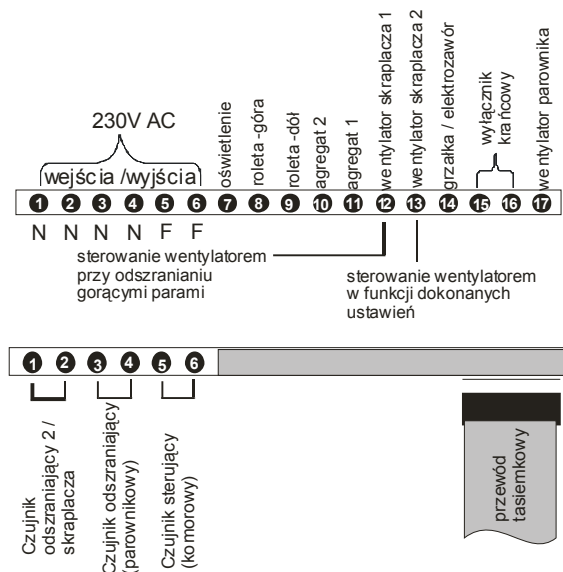 230V AC
wejścia /wyjścia
oświetlenie
roleta -góra
roleta -dół
agregat 2
agregat 1
wentylator skraplacza 1
wentylator skraplacza 2
grzałka / elektrozawór
wyłącznik
krańcowy
wentylator parownika
1 2 3 4 5 6 7 8 9 10 11 12 13 14 15 16 17
N N N N F F
sterowanie wentylatorem
przy odszranianiu
gorącymi parami
sterowanie wentylatorem
w funkcji dokonanych
ustawień
1 2 3 4 5 6
Czujnik
odszraniający 2 /
skraplacza
Czujnik odszraniający
(parownikowy)
Czujnik sterujący
(komorowy)
przewód
tasiemkowy